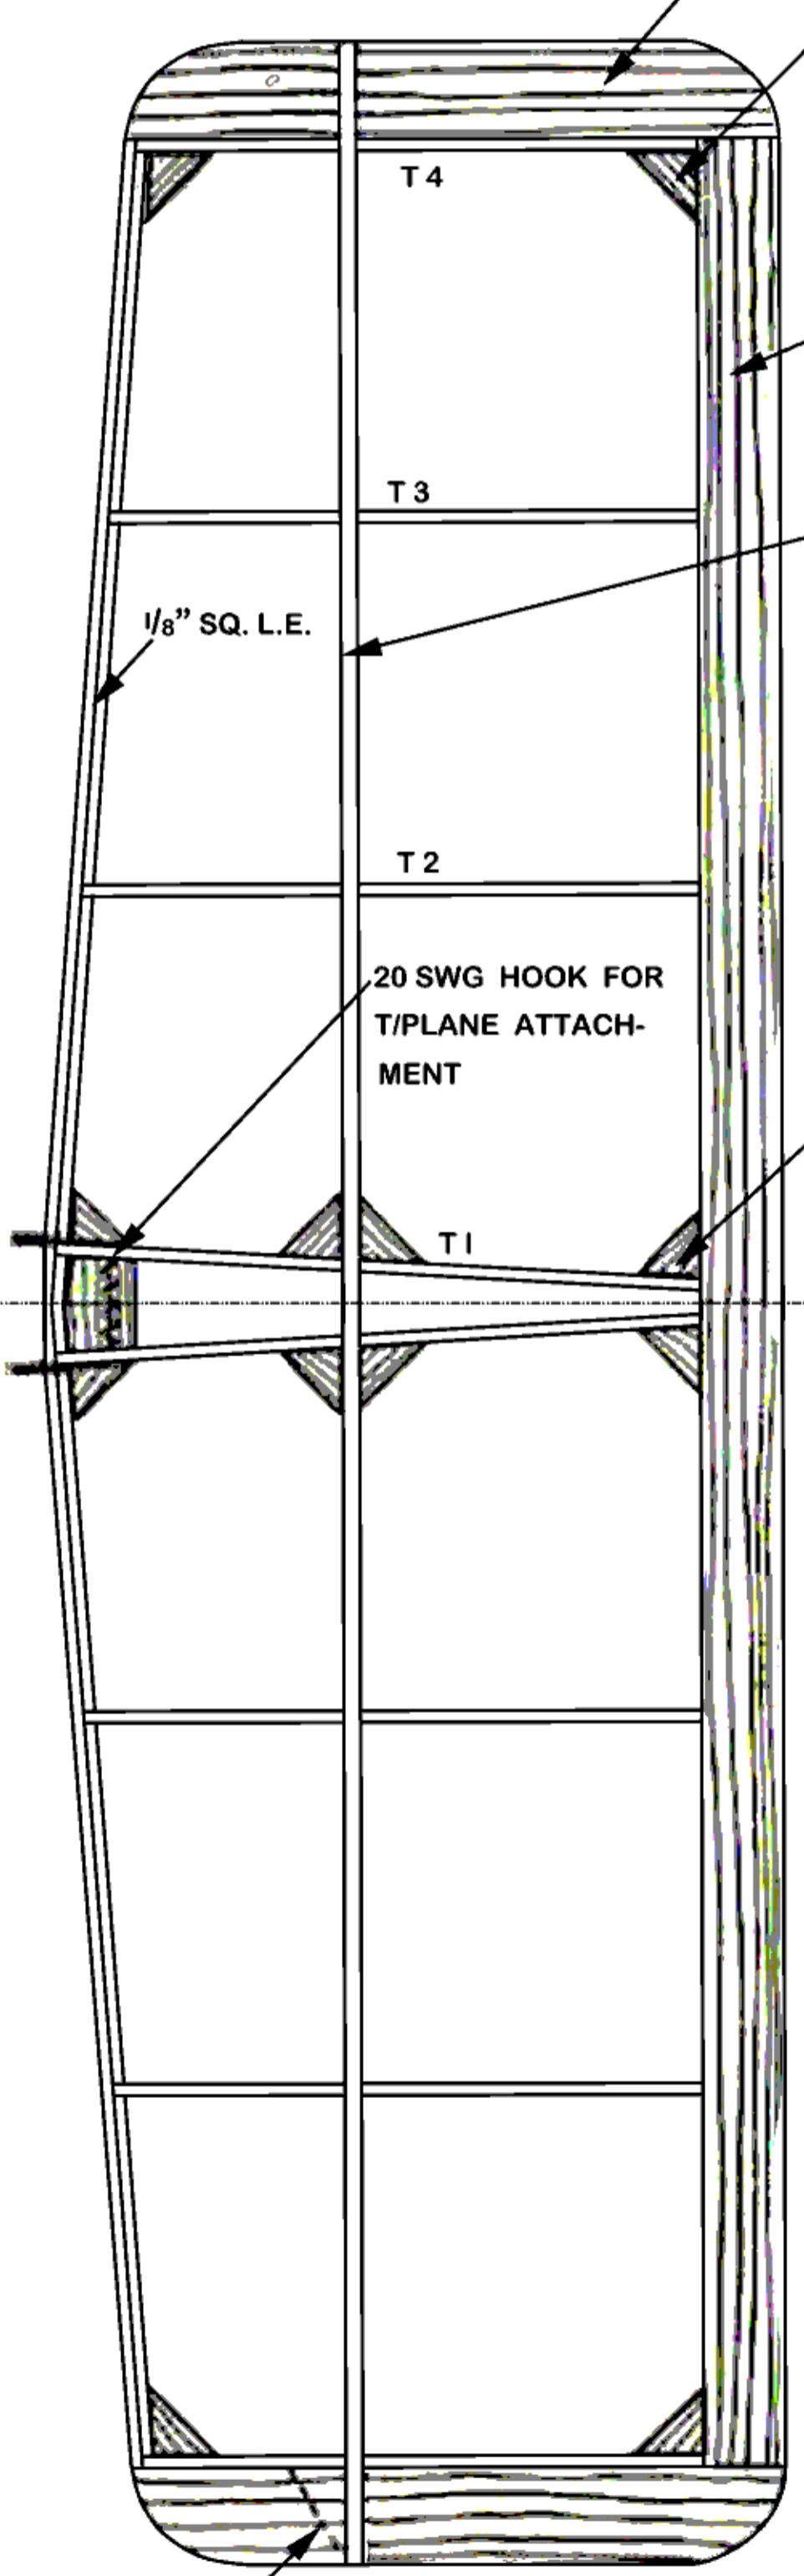 T 4
T 3
1/8” SQ. L.E.
T 2
20 SWG HOOK FOR
T/PLANE ATTACH-
MENT
T 1